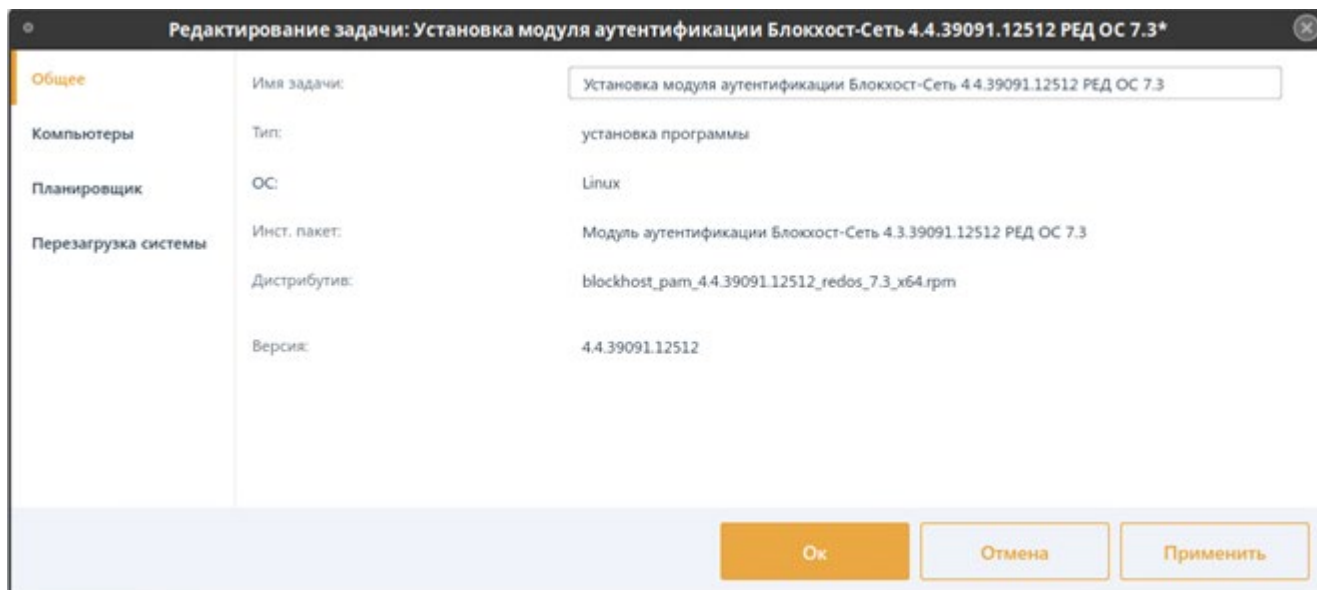 Редактирование задачи: Установка модуля аутентификации Блокхост-Сеть 4.4.39091.12512 РЕД ОС 7.3*
Общее
Компьютеры
Планировщик
Перезагрузка системы
Имя задачи: Установка модуля аутентификации Блокхост-Сеть 4.4.39091.12512 РЕД ОС 7.3
Тип: установка программы
ОС: Linux
Инст. пакет: Модуль аутентификации Блокхост-Сеть 4.3.39091.12512 РЕД ОС 7.3
Дистрибутив: blockhost_pam_4.4.39091.12512_redos_7.3_x64.rpm
Версия: 4.4.39091.12512
Ок Отмена Применить